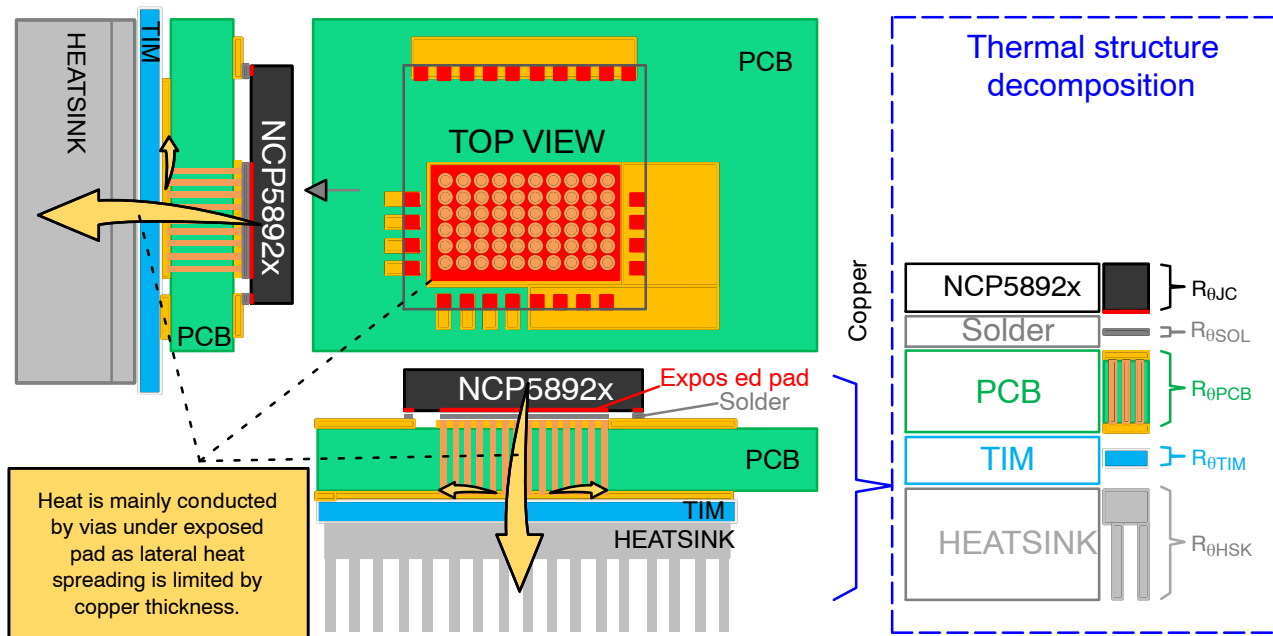 HEATSINK
TIM
PCB
NCP5892x
PCB
TOP VIEW
Copper
NCP5892x
Expos ed pad
Solder
PCB
TIM
HEATSINK
Heat is mainly conducted
by vias under exposed
pad as lateral heat
spreading is limited by
copper thickness.
Thermal structure
decomposition
NCP5892x
RθJC
Solder
RθSOL
PCB
RθPCB
TIM
RθTIM
HEATSINK
RθHSK